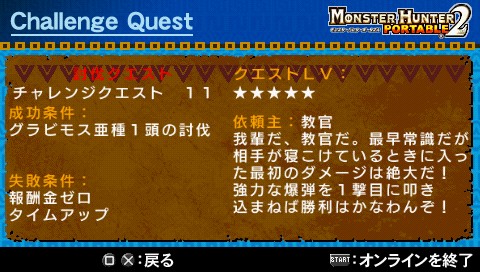 Challenge Quest
MONSTER HUNTER
PORTABLE 2
討伐クエスト
チャレンジクエスト １１
成功条件：
グラビモス亜種１頭の討伐
失敗条件：
報酬金ゼロ
タイムアップ
クエストＬＶ：
★★★★★
依頼主：教官
我輩だ、教官だ。最早常識だが
相手が寝こけているときに入っ
た最初のダメージは絶大だ！
強力な爆弾を１撃目に叩き
込まねば勝利はかなわんぞ！
□×:戻る
START:オンラインを終了